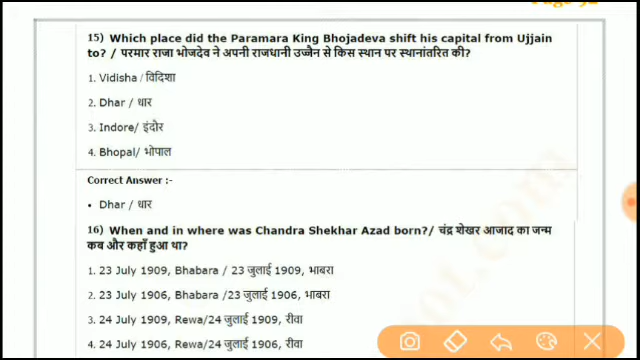 15) Which place did the Paramara King Bhojadeva shift his capital from Ujjain
to? / परमार राजा भोजदेव ने अपनी राजधानी उज्जैन से किस स्थान पर स्थानांतरित की?
1. Vidisha / विदिशा
2. Dhar / धार
3. Indore/ इंदौर
4. Bhopal/ भोपाल
Correct Answer :-
• Dhar / धार
16) When and in where was Chandra Shekhar Azad born?/ चंद्र शेखर आजाद का जन्म
कब और कहाँ हुआ था?
1. 23 July 1909, Bhabara / 23 जुलाई 1909, भाबरा
2. 23 July 1906, Bhabara /23 जुलाई 1906, भाबरा
3. 24 July 1909, Rewa/24 जुलाई 1909, रीवा
4. 24 July 1906, Rewa/24 जुलाई 1906, रीवा